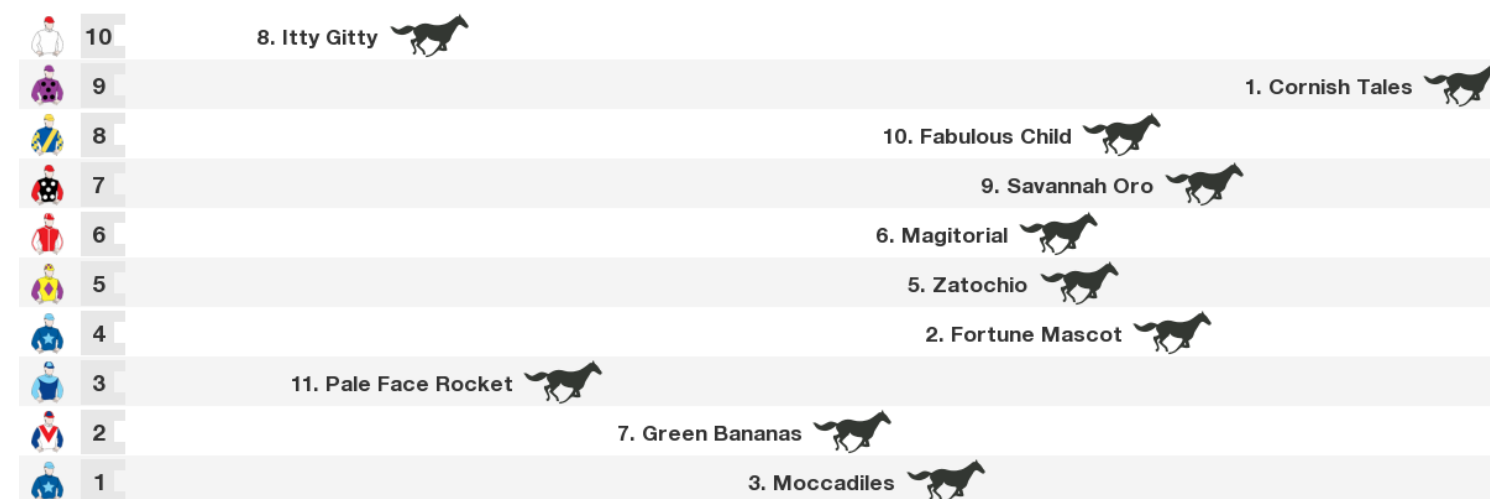 10 8. Itty Gitty
9 1. Cornish Tales
8 10. Fabulous Child
7 9. Savannah Oro
6 6. Magitorial
5 5. Zatochio
4 2. Fortune Mascot
3 11. Pale Face Rocket
2 7. Green Bananas
1 3. Moccadiles